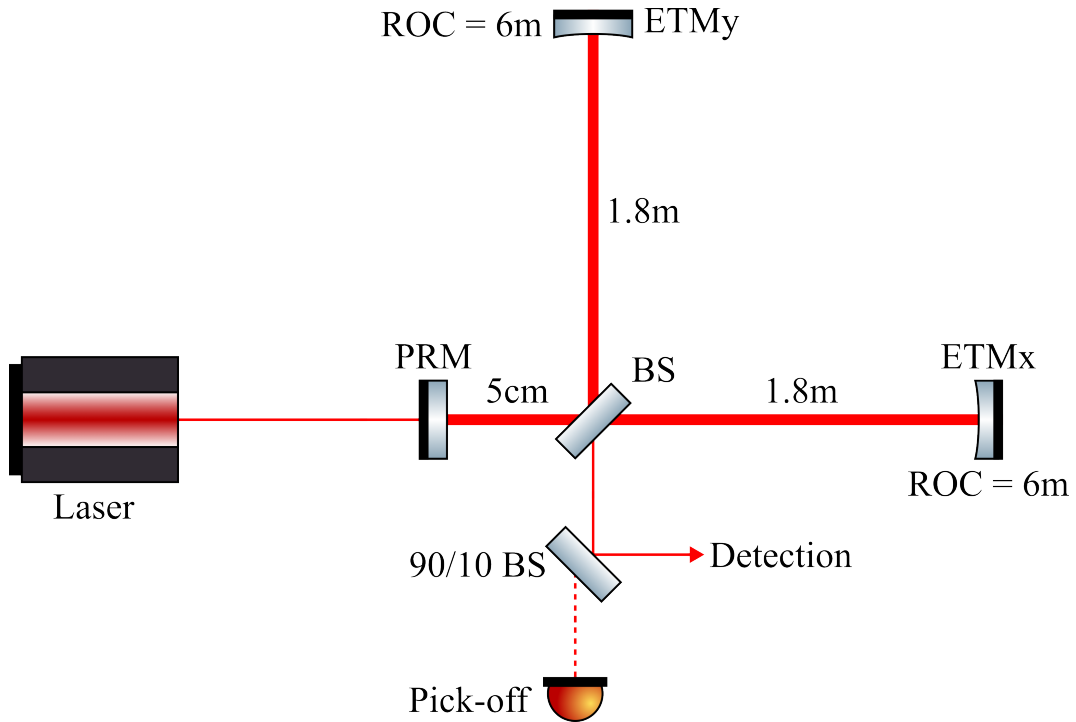 ROC = 6m
ETMy
1.8m
PRM
BS
ETMx
5cm
1.8m
ROC = 6m
Laser
90/10 BS
Detection
Pick-off